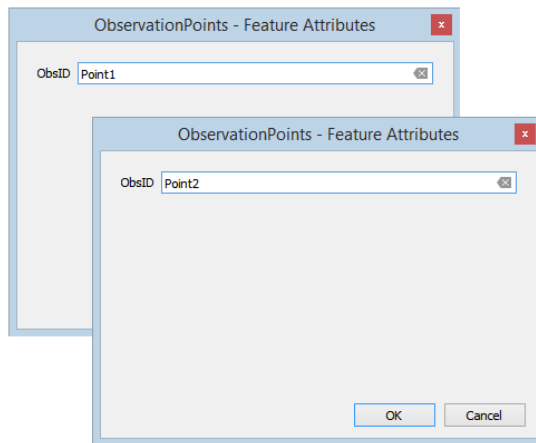 ObservationPoints - Feature Attributes
ObsID Point1
ObservationPoints - Feature Attributes
ObsID Point2
OK Cancel